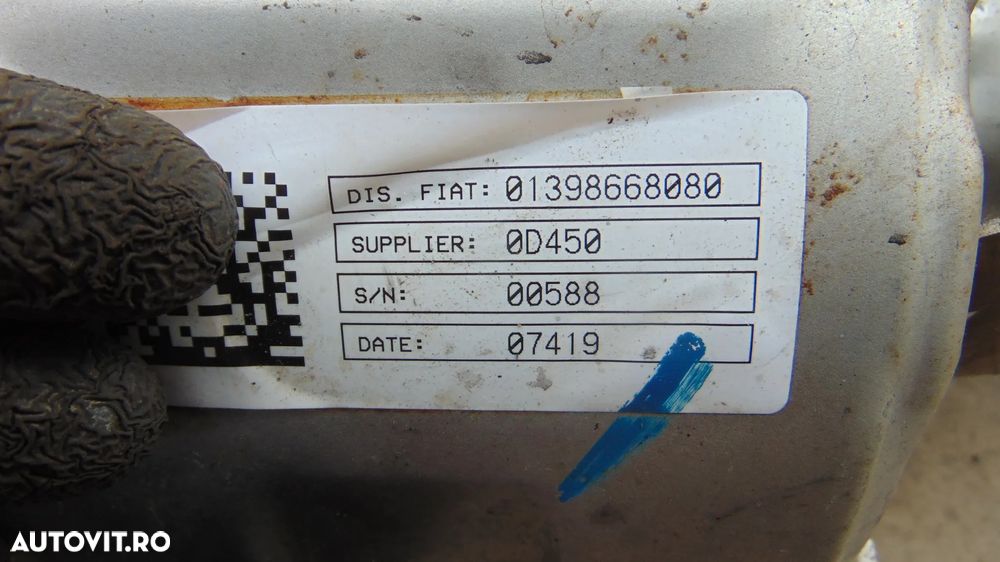 DIS. FIAT: 01398668080
SUPPLIER: 0D450
S/N: 00588
DATE: 07419
AUTOVIT.RO